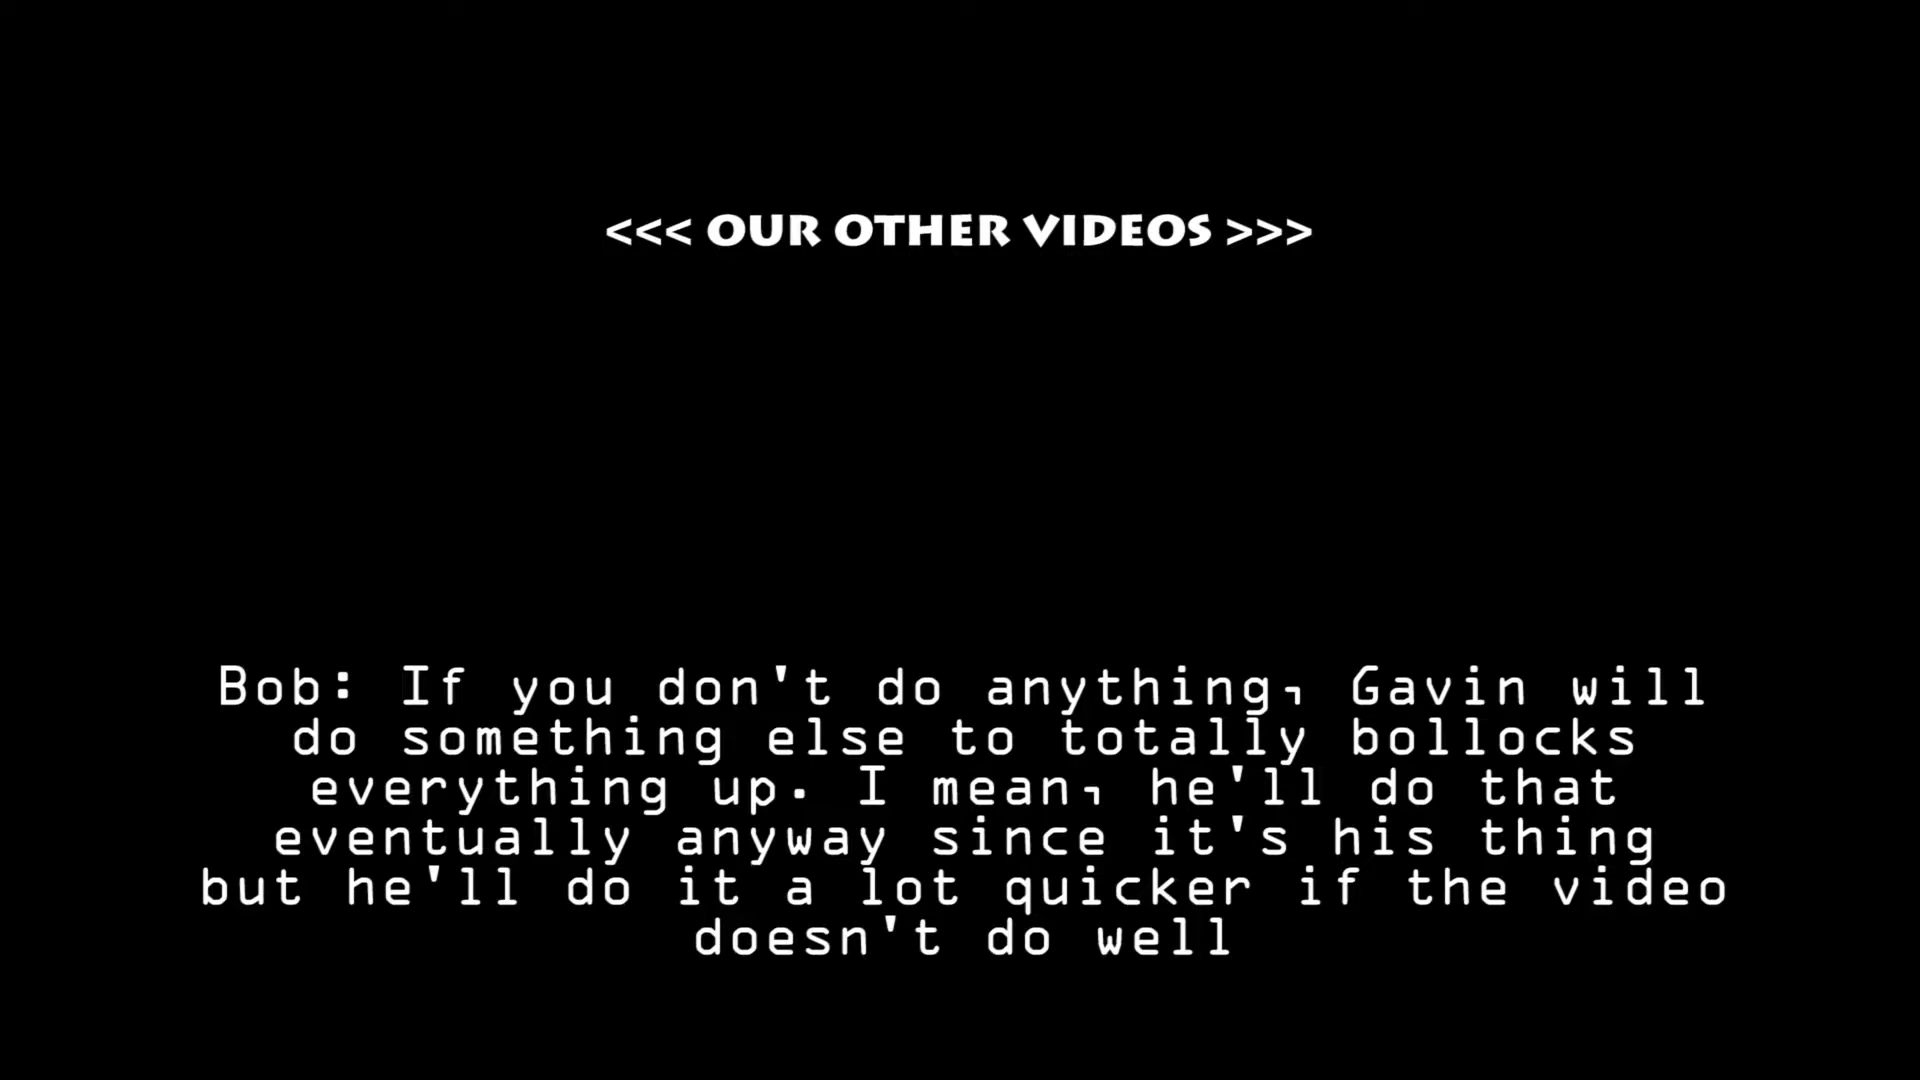 <<< OUR OTHER VIDEOS >>>
Bob: If you don't do anything, Gavin will
do something else to totally bollocks
everything up. I mean, he'll do that
eventually anyway since it's his thing
but he'll do it a lot quicker if the video
doesn't do well